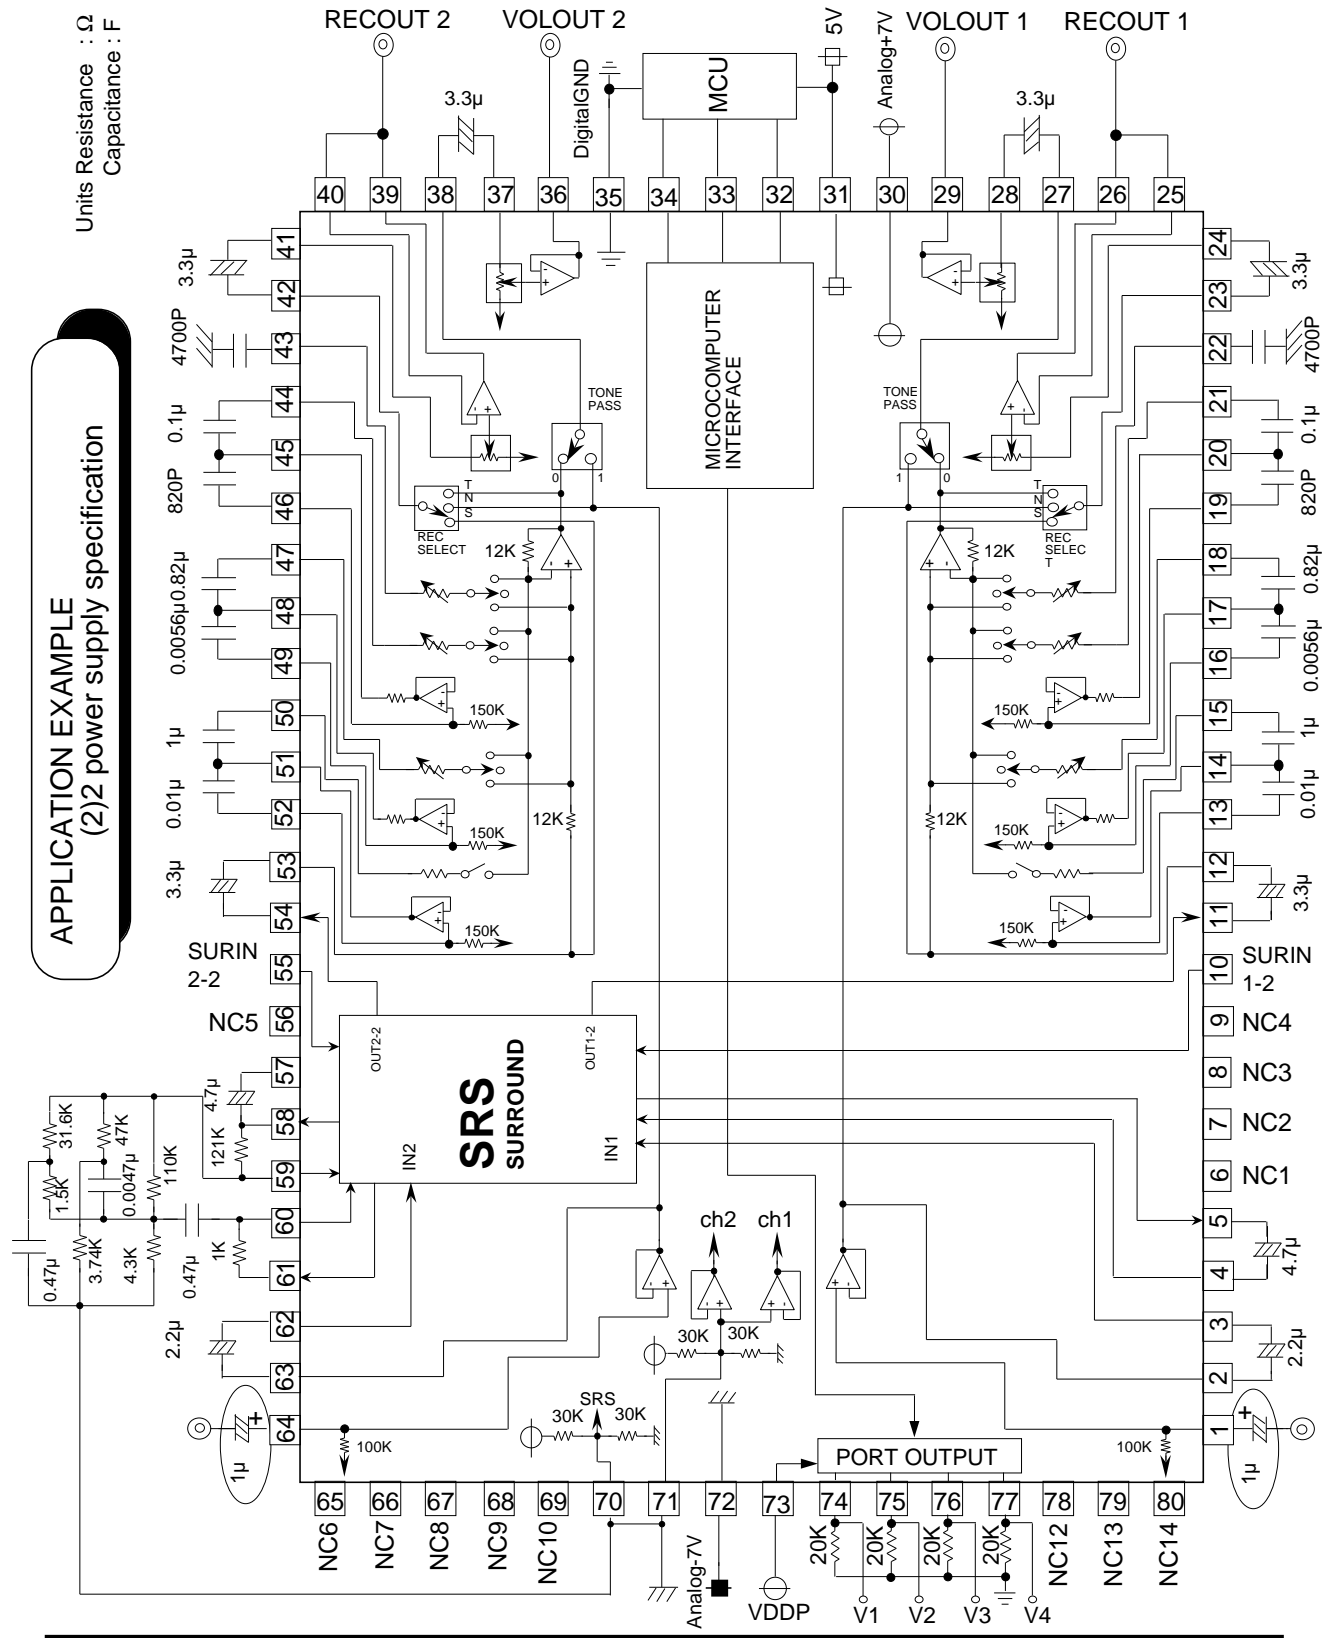 APPLICATION EXAMPLE
(2)2 power supply specification
Units Resistance : Ω
Capacitance : F
RECOUT 2
VOLOUT 2
5V
Analog+7V
VOLOUT 1
RECOUT 1
MCU
DigitalGND
3.3µ
3.3µ
40
39
38
37
36
35
34
33
32
31
30
29
28
27
26
25
41
42
43
44
45
46
47
48
49
50
51
52
53
54
55
56
57
58
59
60
61
62
63
64
3.3µ
4700P
0.1µ
820P
0.82µ
0.0056µ
1µ
0.01µ
3.3µ
SURIN
2-2
NC5
4.7µ
121K
31.6K
47K
110K
1.5K
0.0047µ
0.47µ
3.74K
4.3K
0.47µ
1K
2.2µ
1µ
+
24
23
22
21
20
19
18
17
16
15
14
13
12
11
10
9
8
7
6
5
4
3
2
1
3.3µ
4700P
0.1µ
820P
0.82µ
0.0056µ
1µ
0.01µ
3.3µ
SURIN
1-2
NC4
NC3
NC2
NC1
4.7µ
2.2µ
1µ
+
MICROCOMPUTER
INTERFACE
TONE
PASS
0
1
T
N
S
REC
SELECT
12K
150K
150K
12K
150K
TONE
PASS
1
0
T
N
S
REC
SELEC
T
12K
150K
150K
12K
150K
OUT2-2
OUT1-2
SRS
SURROUND
IN2
IN1
ch2
ch1
30K
30K
SRS
30K
30K
100K
100K
PORT OUTPUT
65
66
67
68
69
70
71
72
73
74
75
76
77
78
79
80
NC6
NC7
NC8
NC9
NC10
Analog-7V
VDDP
20K
20K
20K
20K
V1
V2
V3
V4
NC12
NC13
NC14